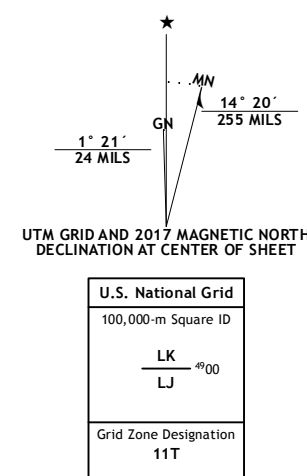 ★
MN
GN
14° 20´
255 MILS
1° 21´
24 MILS
UTM GRID AND 2017 MAGNETIC NORTH
DECLINATION AT CENTER OF SHEET
U.S. National Grid
100,000-m Square ID
LK
4900
LJ
Grid Zone Designation
11T